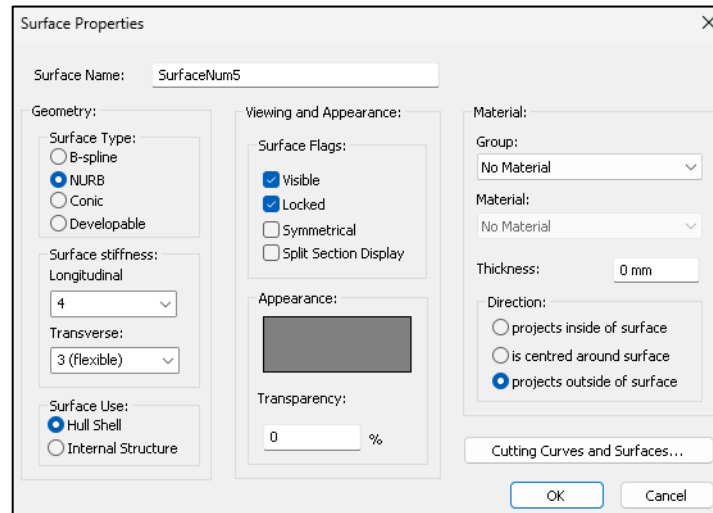 Surface Properties
Surface Name: SurfaceNum5
Geometry:
Surface Type:
B-spline
NURB
Conic
Developable
Surface stiffness:
Longitudinal
4
Transverse:
3 (flexible)
Surface Use:
Hull Shell
Internal Structure
Viewing and Appearance:
Surface Flags:
Visible
Locked
Symmetrical
Split Section Display
Appearance:
Transparency:
0 %
Material:
Group:
No Material
Material:
No Material
Thickness: 0 mm
Direction:
projects inside of surface
is centred around surface
projects outside of surface
Cutting Curves and Surfaces...
OK Cancel